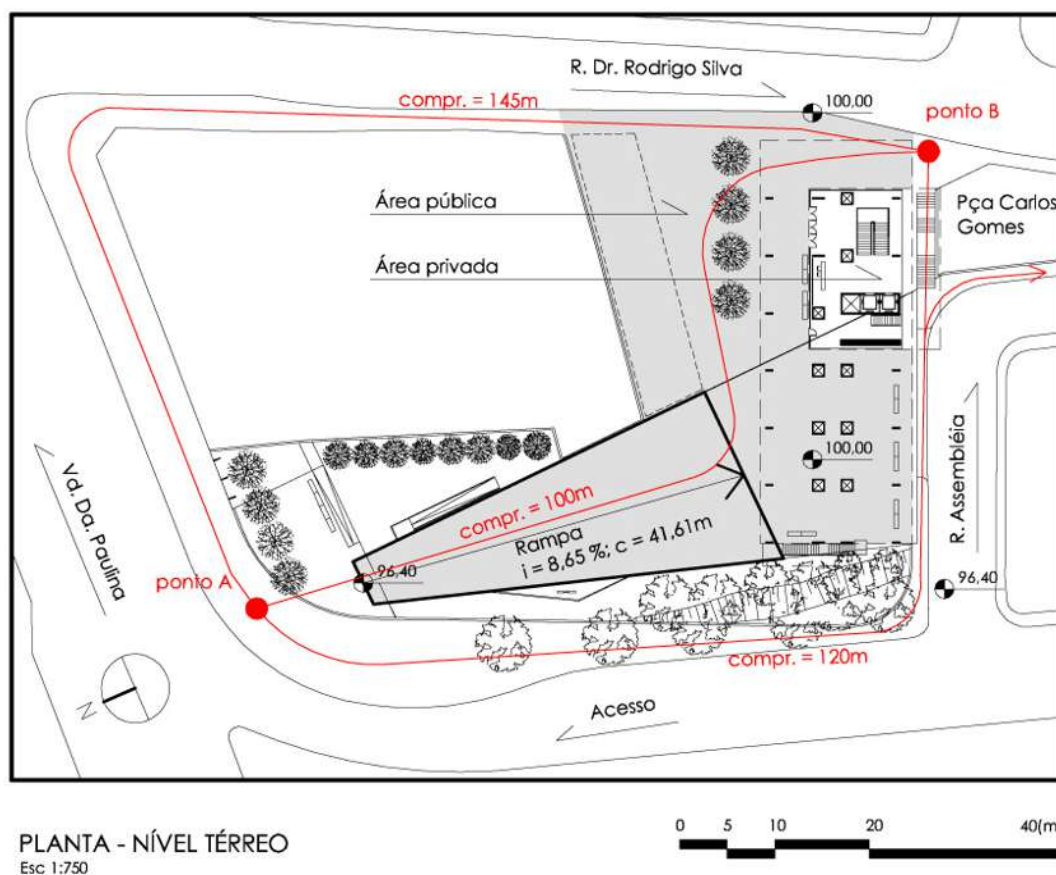 R. Dr. Rodrigo Silva
compr. = 145m
100,00
ponto B
Área pública
Pça Carlos
Gomes
Área privada
100,00
Vd. Da. Paulina
compr. = 100m
Rampa
i = 8,65 %; c = 41,61m
R. Assembléia
ponto A
96,40
96,40
compr. = 120m
N
Acesso
PLANTA - NÍVEL TÉRREO
Esc 1:750
0 5 10 20 40(m